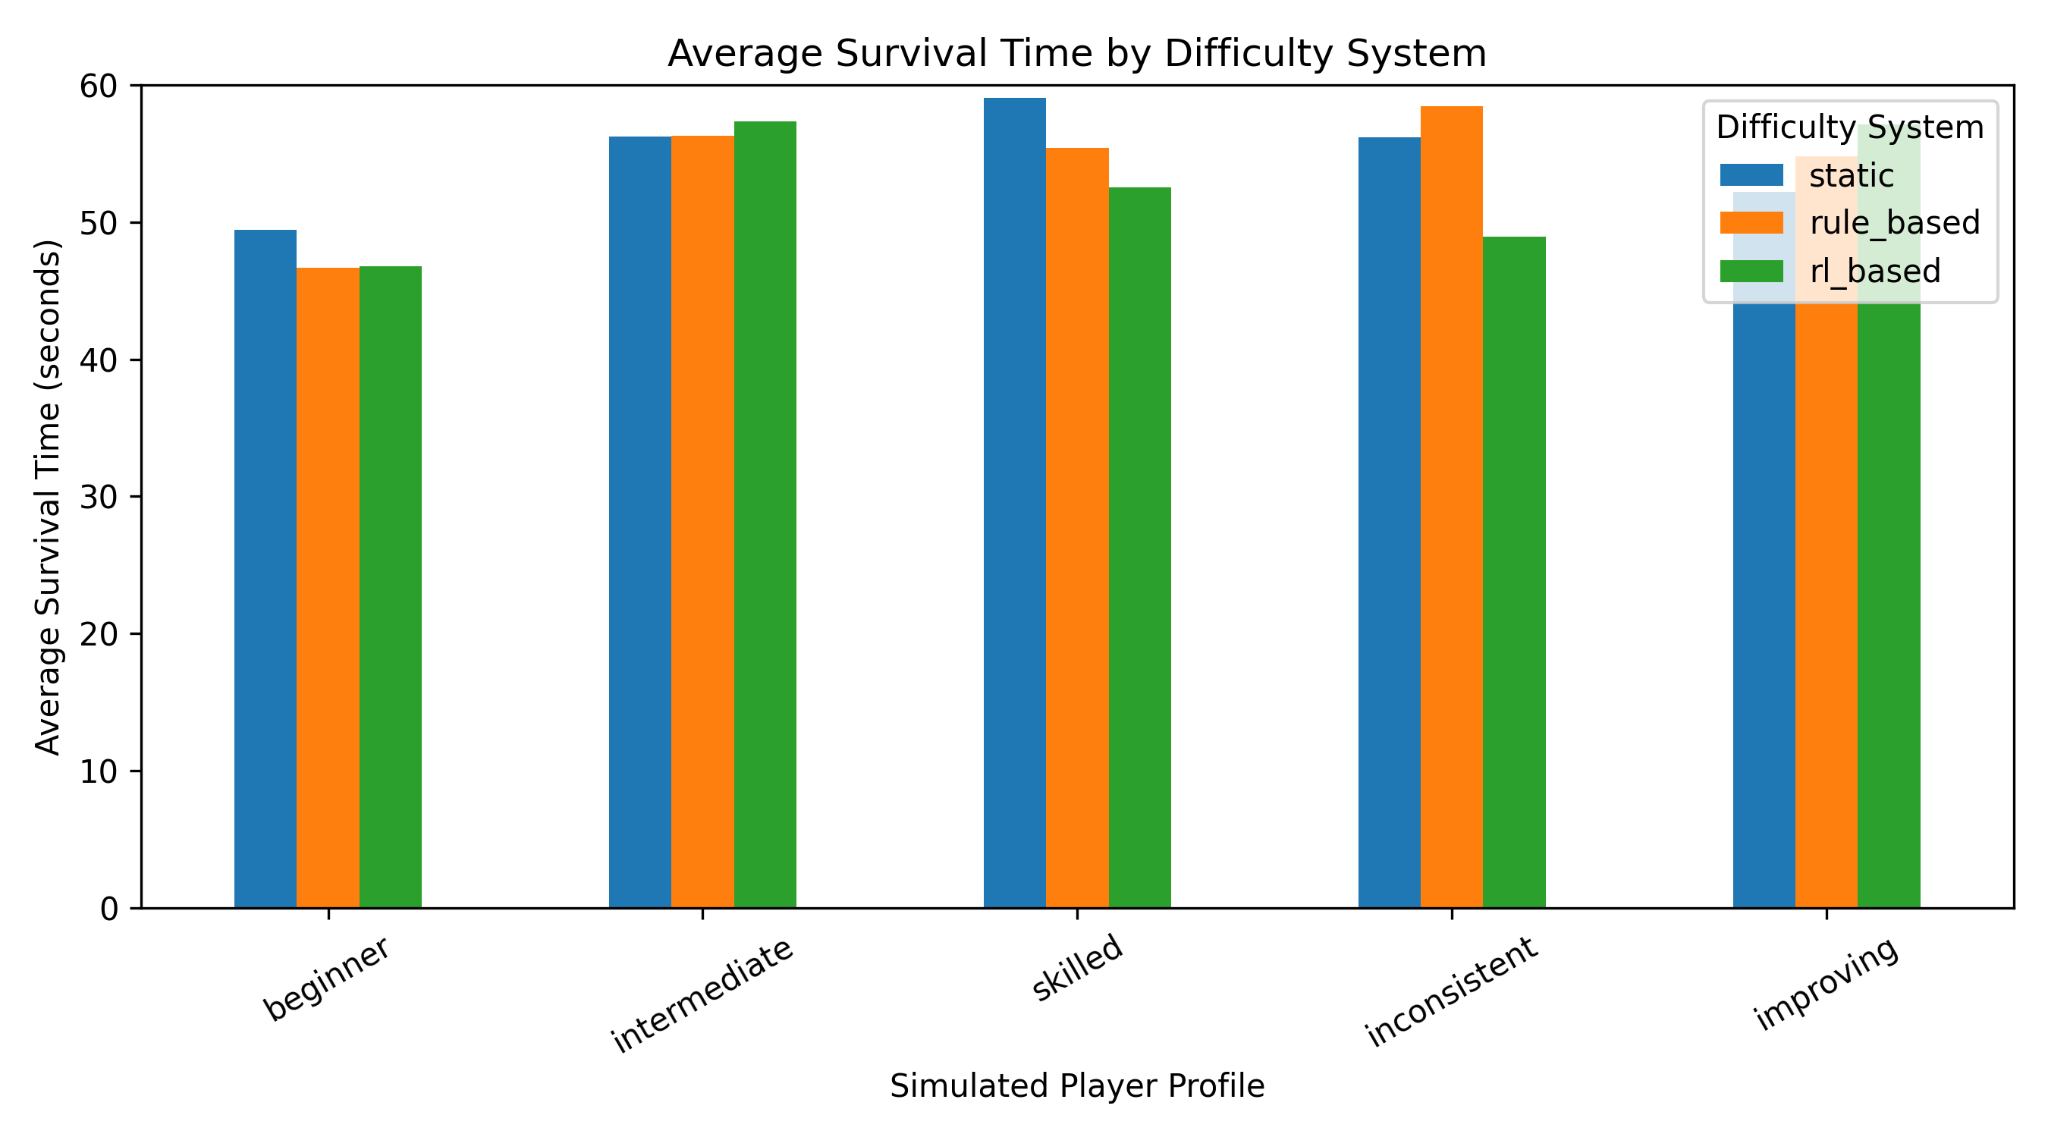 Average Survival Time by Difficulty System
60
50
40
30
20
10
0
Average Survival Time (seconds)
Difficulty System
static
rule_based
rl_based
beginner
intermediate
skilled
inconsistent
improving
Simulated Player Profile